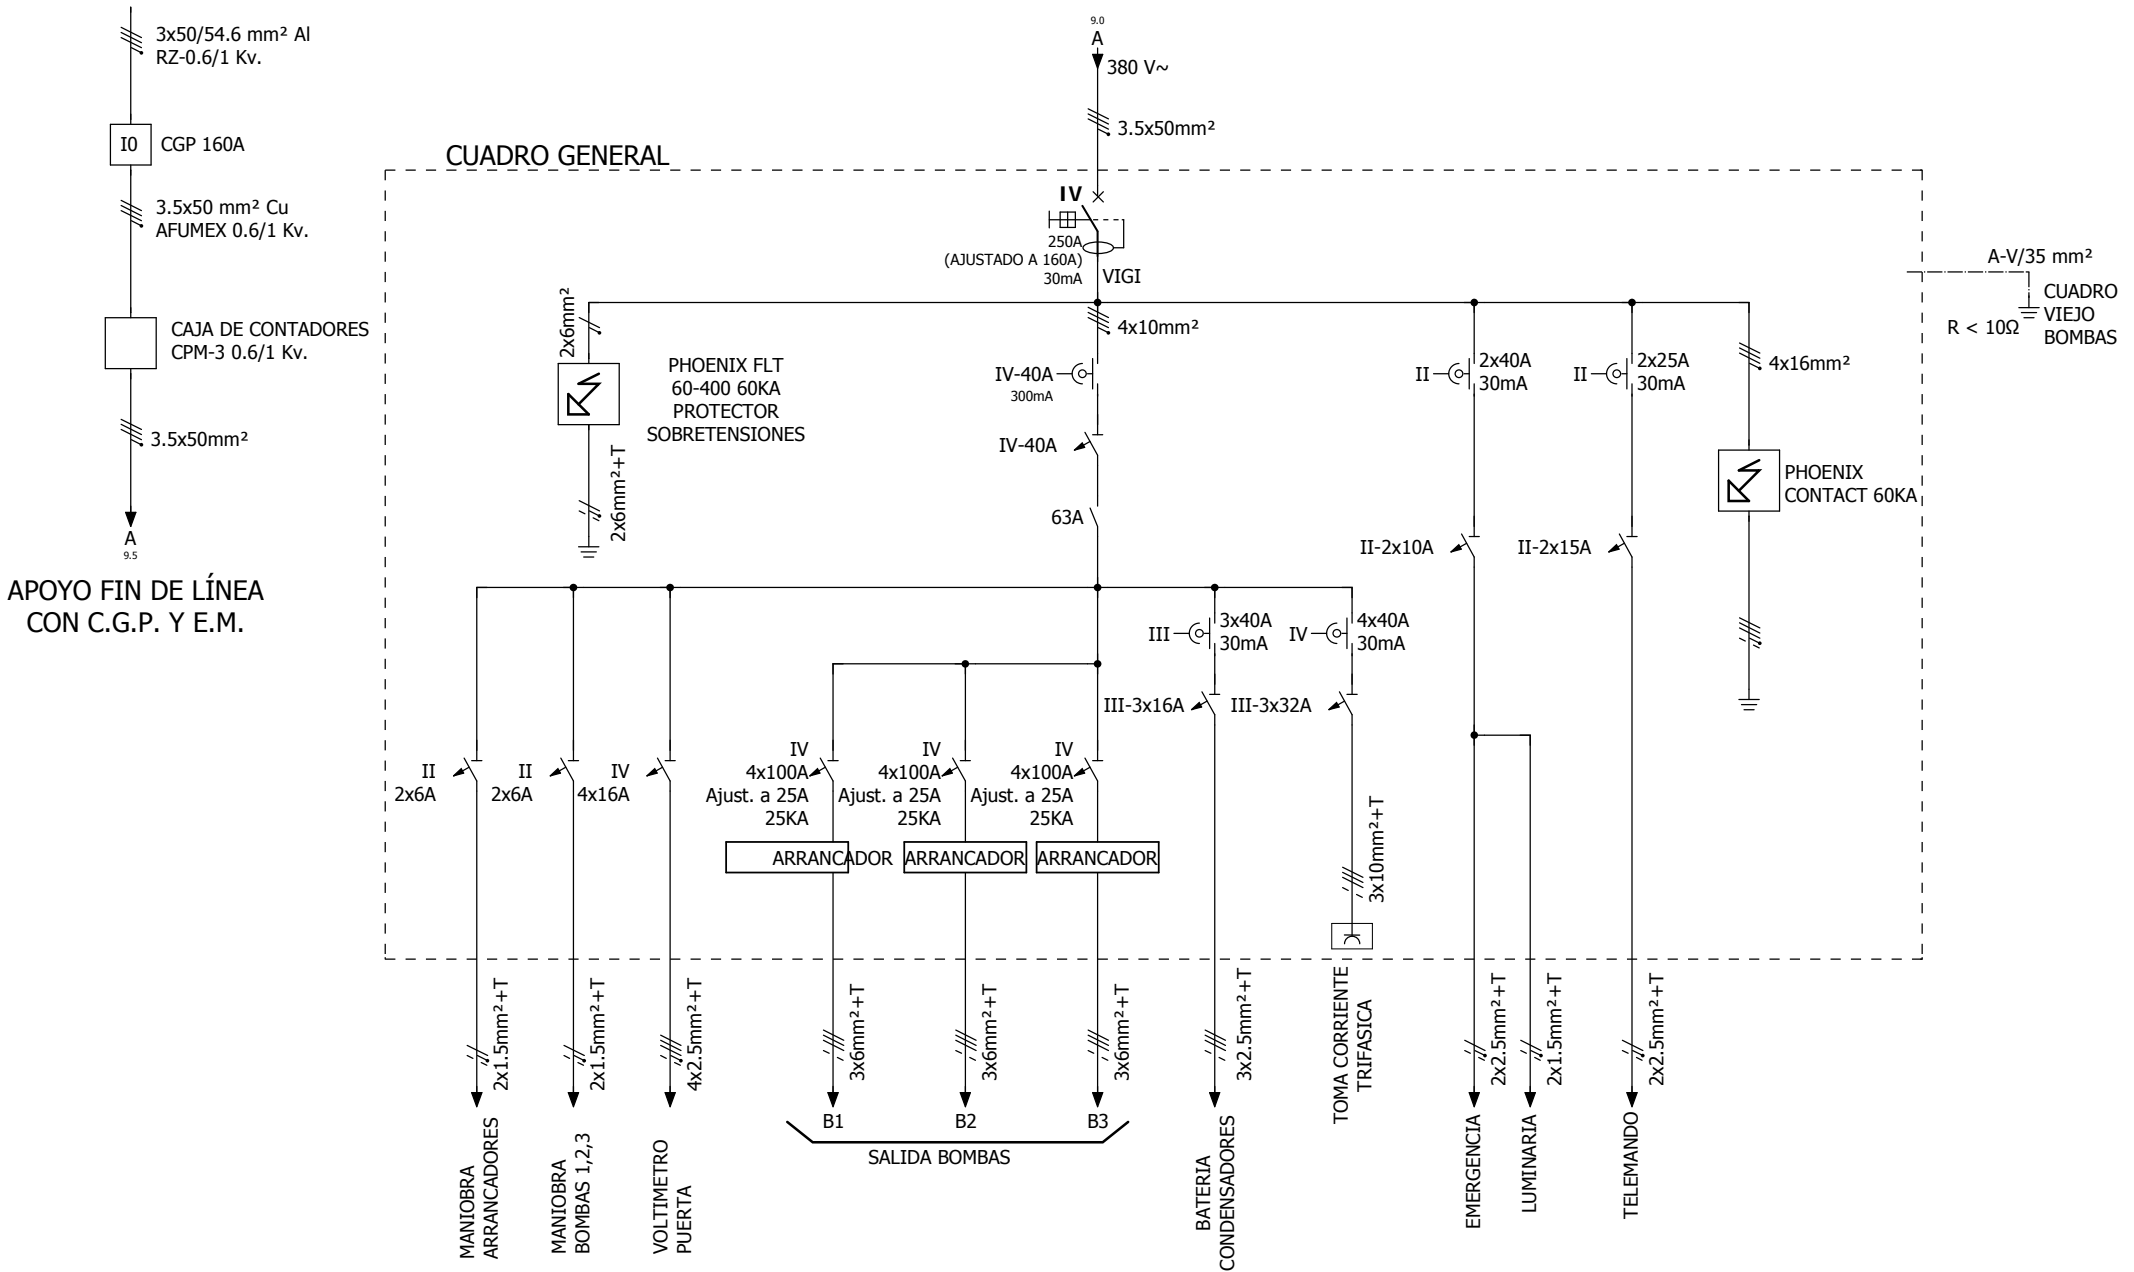 3x50/54.6 mm² Al
RZ-0.6/1 Kv.
I0
CGP 160A
3.5x50 mm² Cu
AFUMEX 0.6/1 Kv.
CAJA DE CONTADORES
CPM-3 0.6/1 Kv.
3.5x50mm²
A
9.5
APOYO FIN DE LÍNEA
CON C.G.P. Y E.M.
9.0
A
380 V~
3.5x50mm²
CUADRO GENERAL
IV
250A
(AJUSTADO A 160A)
30mA
VIGI
A-V/35 mm²
CUADRO
VIEJO
BOMBAS
R < 10Ω
2x6mm²
PHOENIX FLT
60-400 60KA
PROTECTOR
SOBRETENSIONES
2x6mm²+T
4x10mm²
IV-40A
300mA
IV-40A
63A
II
2x40A
30mA
II
2x25A
30mA
4x16mm²
PHOENIX
CONTACT 60KA
II-2x10A
II-2x15A
III
3x40A
30mA
IV
4x40A
30mA
III-3x16A
III-3x32A
II
2x6A
II
2x6A
IV
4x16A
IV
4x100A
Ajust. a 25A
25KA
IV
4x100A
Ajust. a 25A
25KA
IV
4x100A
Ajust. a 25A
25KA
ARRANCADOR
ARRANCADOR
ARRANCADOR
3x10mm²+T
2x1.5mm²+T
2x1.5mm²+T
4x2.5mm²+T
3x6mm²+T
3x6mm²+T
3x6mm²+T
3x2.5mm²+T
TOMA CORRIENTE
TRIFASICA
2x2.5mm²+T
2x1.5mm²+T
2x2.5mm²+T
MANIOBRA
ARRANCADORES
MANIOBRA
BOMBAS 1,2,3
VOLTIMETRO
PUERTA
B1
B2
B3
SALIDA BOMBAS
BATERIA
CONDENSADORES
EMERGENCIA
LUMINARIA
TELEMANDO